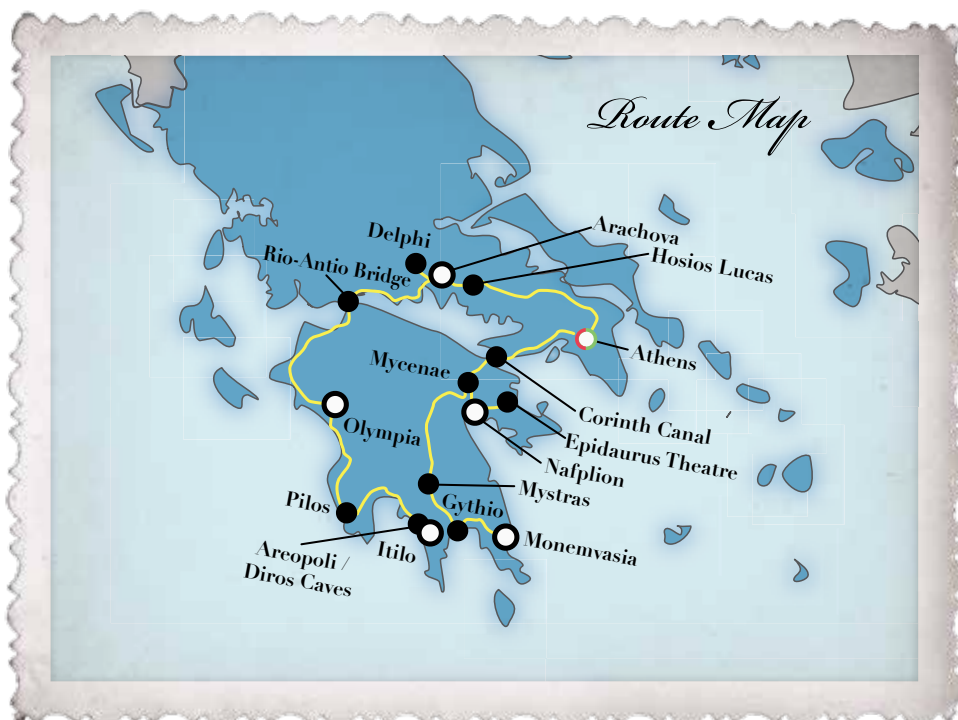 Route Map
Delphi
Arachova
Rio-Antio Bridge
Hosios Lucas
Athens
Mycenae
Corinth Canal
Olympia
Epidaurus Theatre
Nafplion
Mystras
Pilos
Gythio
Monemvasia
Itilo
Areopoli /
Diros Caves